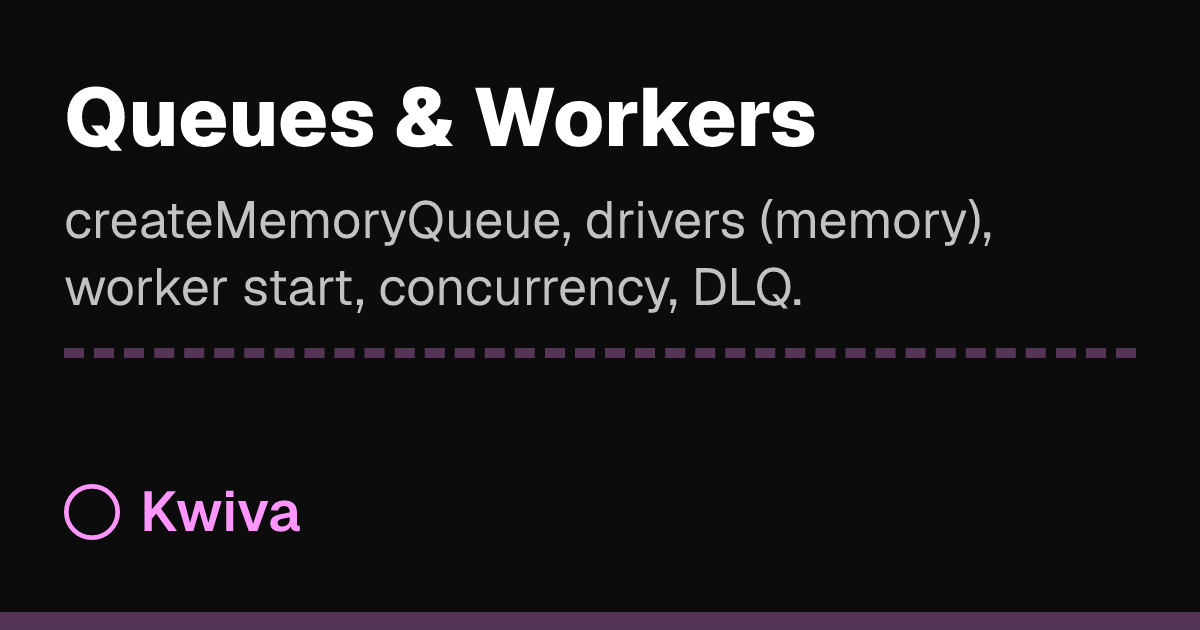 Queues & Workers
createMemoryQueue, drivers (memory),
worker start, concurrency, DLQ.
Kwiva